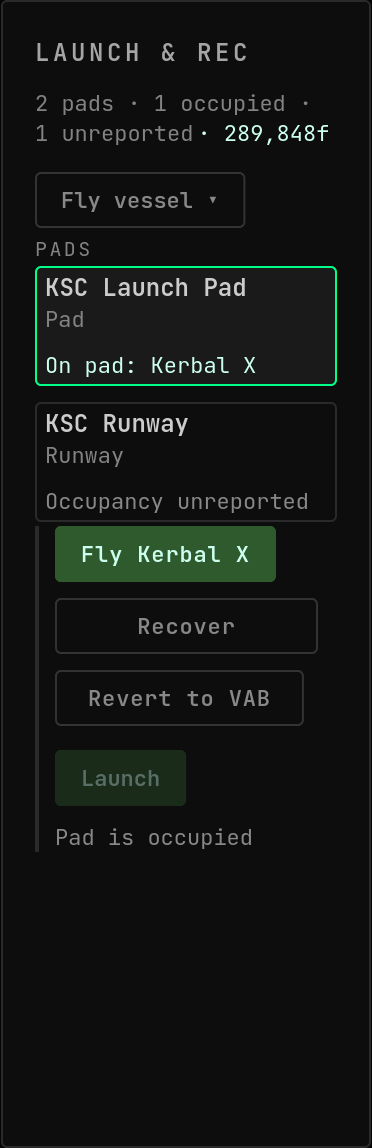 LAUNCH & REC
2 pads · 1 occupied ·
1 unreported · 289,848f
Fly vessel ▾
PADS
KSC Launch Pad
Pad
On pad: Kerbal X
KSC Runway
Runway
Occupancy unreported
Fly Kerbal X
Recover
Revert to VAB
Launch
Pad is occupied